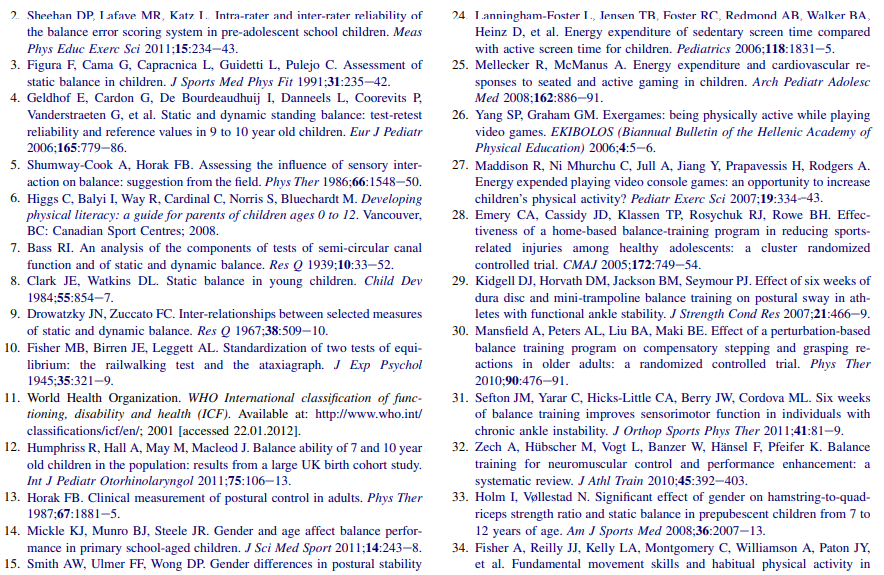 2. Sheehan DP, Lafave MR, Katz L. Intra-rater and inter-rater reliability of
the balance error scoring system in pre-adolescent school children. Meas
Phys Educ Exerc Sci 2011;15:234–43.
3. Figura F, Cama G, Capracnica L, Guidetti L, Pulejo C. Assessment of
static balance in children. J Sports Med Phys Fit 1991;31:235–42.
4. Geldhof E, Cardon G, De Bourdeaudhuij I, Danneels L, Coorevits P,
Vanderstraeten G, et al. Static and dynamic standing balance: test-retest
reliability and reference values in 9 to 10 year old children. Eur J Pediatr
2006;165:779–86.
5. Shumway-Cook A, Horak FB. Assessing the influence of sensory inter-
action on balance: suggestion from the field. Phys Ther 1986;66:1548–50.
6. Higgs C, Balyi I, Way R, Cardinal C, Norris S, Bluechardt M. Developing
physical literacy: a guide for parents of children ages 0 to 12. Vancouver,
BC: Canadian Sport Centres; 2008.
7. Bass RI. An analysis of the components of tests of semi-circular canal
function and of static and dynamic balance. Res Q 1939;10:33–52.
8. Clark JE, Watkins DL. Static balance in young children. Child Dev
1984;55:854–7.
9. Drowatzky JN, Zuccato FC. Inter-relationships between selected measures
of static and dynamic balance. Res Q 1967;38:509–10.
10. Fisher MB, Birren JE, Leggett AL. Standardization of two tests of equi-
librium: the railwalking test and the ataxiagraph. J Exp Psychol
1945;35:321–9.
11. World Health Organization. WHO International classification of func-
tioning, disability and health (ICF). Available at: http://www.who.int/
classifications/icf/en/; 2001 [accessed 22.01.2012].
12. Humphriss R, Hall A, May M, Macleod J. Balance ability of 7 and 10 year
old children in the population: results from a large UK birth cohort study.
Int J Pediatr Otorhinolaryngol 2011;75:106–13.
13. Horak FB. Clinical measurement of postural control in adults. Phys Ther
1987;67:1881–5.
14. Mickle KJ, Munro BJ, Steele JR. Gender and age affect balance perfor-
mance in primary school-aged children. J Sci Med Sport 2011;14:243–8.
15. Smith AW, Ulmer FF, Wong DP. Gender differences in postural stability
24. Lanningham-Foster L, Jensen TB, Foster RC, Redmond AB, Walker BA,
Heinz D, et al. Energy expenditure of sedentary screen time compared
with active screen time for children. Pediatrics 2006;118:1831–5.
25. Mellecker R, McManus A. Energy expenditure and cardiovascular re-
sponses to seated and active gaming in children. Arch Pediatr Adolesc
Med 2008;162:886–91.
26. Yang SP, Graham GM. Exergames: being physically active while playing
video games. EKIBOLOS (Biannual Bulletin of the Hellenic Academy of
Physical Education) 2006;4:5–6.
27. Maddison R, Ni Mhurchu C, Jull A, Jiang Y, Prapavessis H, Rodgers A.
Energy expended playing video console games: an opportunity to increase
children's physical activity? Pediatr Exerc Sci 2007;19:334–43.
28. Emery CA, Cassidy JD, Klassen TP, Rosychuk RJ, Rowe BH. Effec-
tiveness of a home-based balance-training program in reducing sports-
related injuries among healthy adolescents: a cluster randomized
controlled trial. CMAJ 2005;172:749–54.
29. Kidgell DJ, Horvath DM, Jackson BM, Seymour PJ. Effect of six weeks of
dura disc and mini-trampoline balance training on postural sway in ath-
letes with functional ankle stability. J Strength Cond Res 2007;21:466–9.
30. Mansfield A, Peters AL, Liu BA, Maki BE. Effect of a perturbation-based
balance training program on compensatory stepping and grasping re-
actions in older adults: a randomized controlled trial. Phys Ther
2010;90:476–91.
31. Sefton JM, Yarar C, Hicks-Little CA, Berry JW, Cordova ML. Six weeks
of balance training improves sensorimotor function in individuals with
chronic ankle instability. J Orthop Sports Phys Ther 2011;41:81–9.
32. Zech A, Hübscher M, Vogt L, Banzer W, Hänsel F, Pfeifer K. Balance
training for neuromuscular control and performance enhancement: a
systematic review. J Athl Train 2010;45:392–403.
33. Holm I, Vøllestad N. Significant effect of gender on hamstring-to-quad-
riceps strength ratio and static balance in prepubescent children from 7 to
12 years of age. Am J Sports Med 2008;36:2007–13.
34. Fisher A, Reilly JJ, Kelly LA, Montgomery C, Williamson A, Paton JY,
et al. Fundamental movement skills and habitual physical activity in